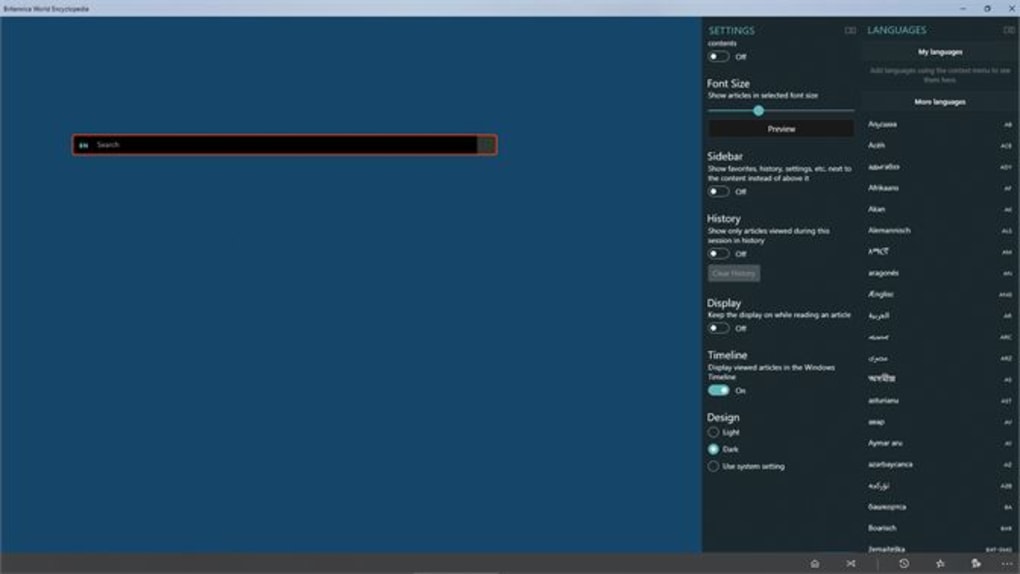 Britannica World Encyclopedia
EN Search
SETTINGS
contents
Off
Font Size
Show articles in selected font size
Preview
Sidebar
Show favorites, history, settings, etc. next to
the content instead of above it
Off
History
Show only articles viewed during this
session in history
Off
Clear History
Display
Keep the display on while reading an article
Off
Timeline
Display viewed articles in the Windows
Timeline
On
Design
Light
Dark
Use system setting
LANGUAGES
My languages
Add languages using the context menu to see
them here
More languages
Аҧсшәа AB
Acèh ACE
адыгабзэ ADY
Afrikaans AF
Akan AK
Alemannisch ALS
አማርኛ AM
aragonés AN
Ænglisc ANG
العربية AR
ARC
مصرى ARZ
অসমীয়া AS
asturianu AST
авар AV
Aymar aru AY
azərbaycanca AZ
تۆرکجه AZB
башҡортса BA
Boarisch BAR
žemaitėška BAT-SMG